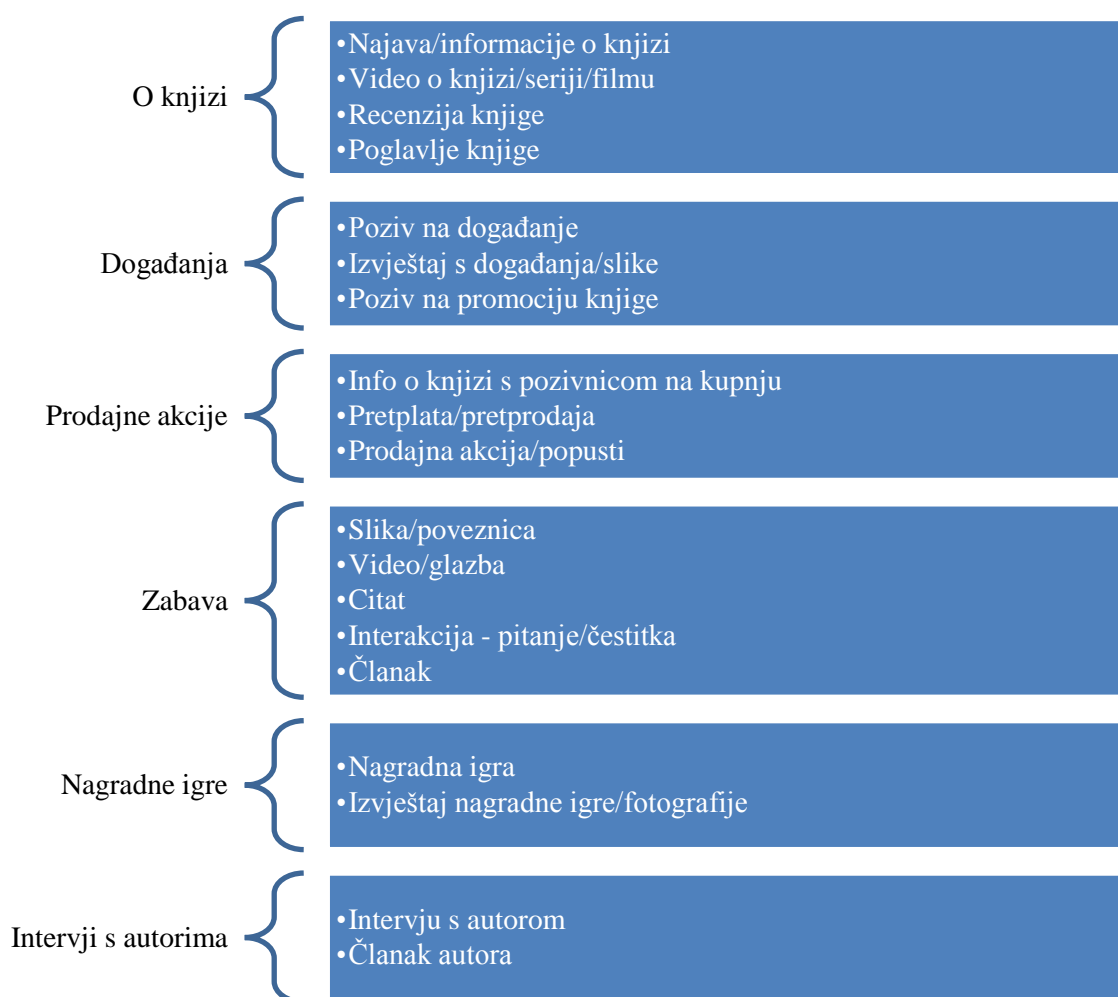 O knjizi
•Najava/informacije o knjizi
•Video o knjizi/seriji/filmu
•Recenzija knjige
•Poglavlje knjige
Događanja
•Poziv na događanje
•Izvještaj s događanja/slike
•Poziv na promociju knjige
Prodajne akcije
•Info o knjizi s pozivnicom na kupnju
•Pretplata/pretprodaja
•Prodajna akcija/popusti
Zabava
•Slika/poveznica
•Video/glazba
•Citat
•Interakcija - pitanje/čestitka
•Članak
Nagradne igre
•Nagradna igra
•Izvještaj nagradne igre/fotografije
Intervji s autorima
•Intervju s autorom
•Članak autora